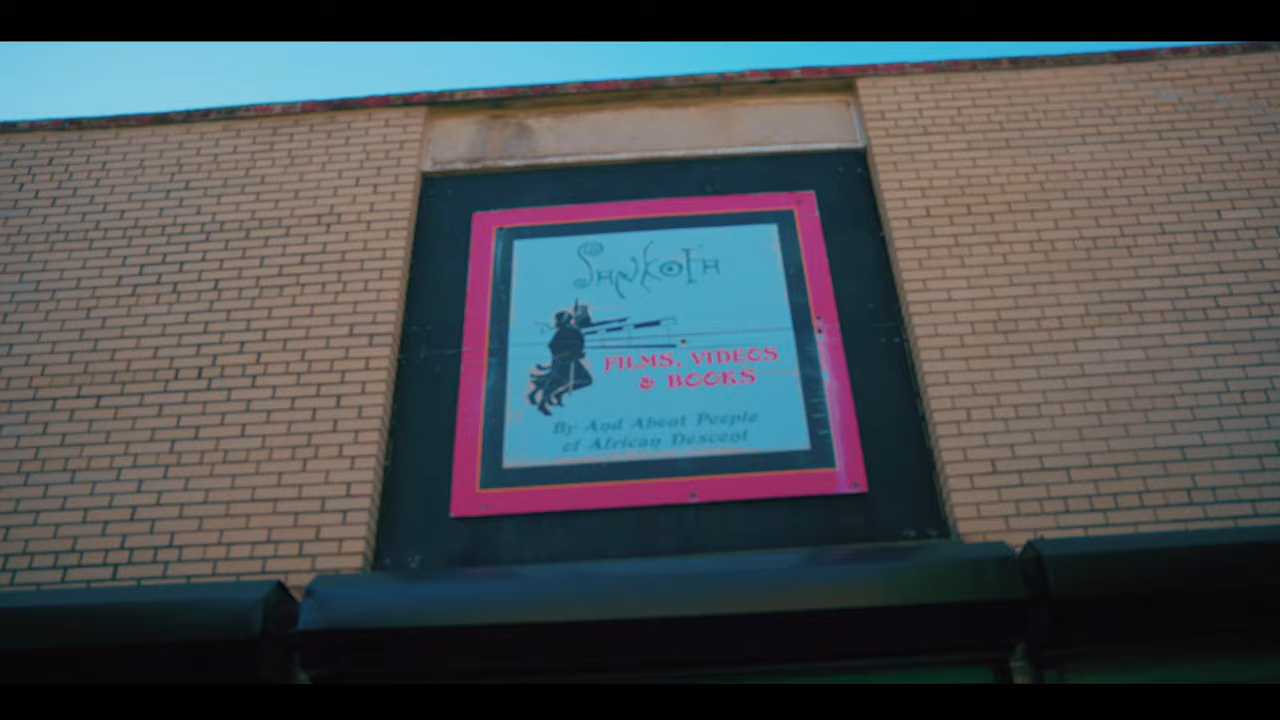 SANKOFA
FILMS, VIDEOS
& BOOKS
By And About People
of African Descent